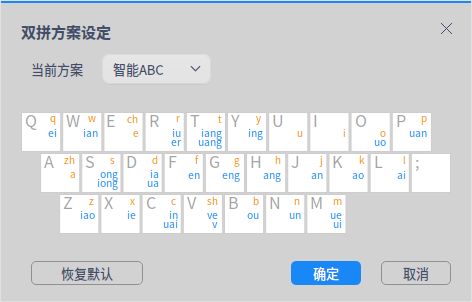 双拼方案设定
当前方案 智能ABC
Q q W w E ch R r T t Y y U u I i O o P p
ei ian e iu er iang uang ing u i uo uan
A zh S s D d F f G g H h J j K k L l ;
a ong iong ia ua en eng ang an ao ai
Z z X x C c V sh B b N n M m
iao ie in uai ve v ou un ue ui
恢复默认 确定 取消